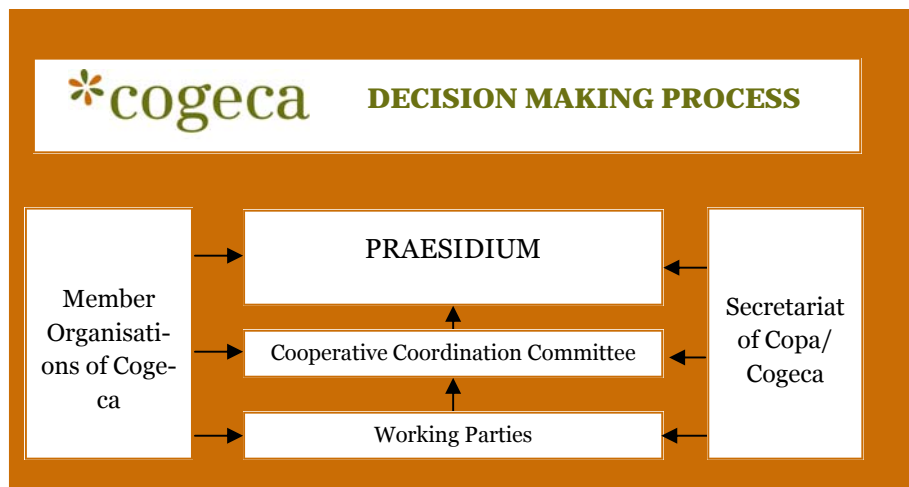 *cogeca DECISION MAKING PROCESS
Member
Organisati-
ons of Coge-
ca
PRAESIDIUM
Cooperative Coordination Committee
Working Parties
Secretariat
of Copa/
Cogeca